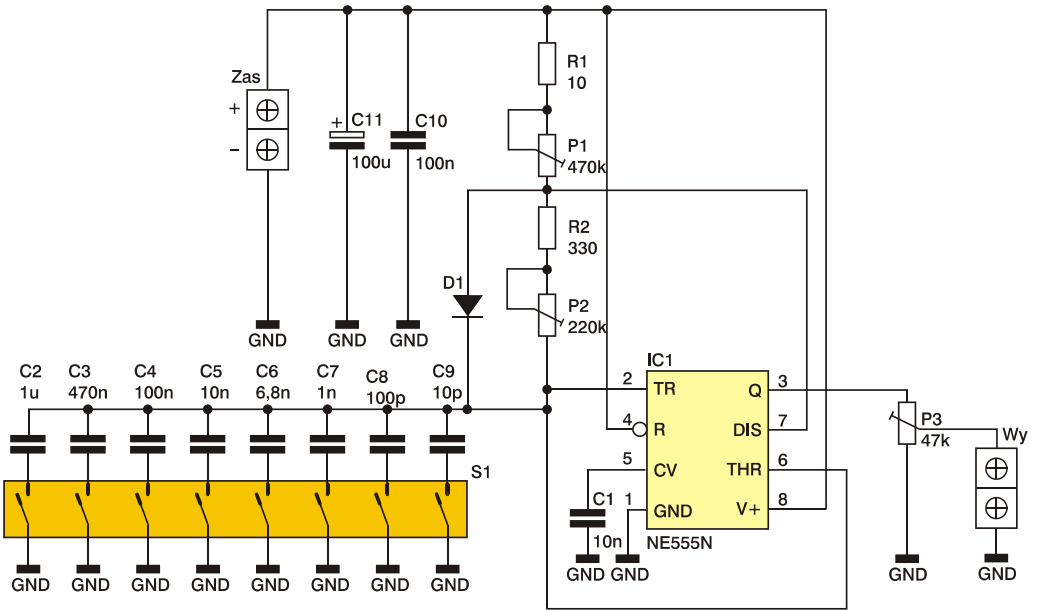 Zas
+
-
+ C11
100u
C10
100n
R1
10
P1
470k
R2
330
D1
P2
220k
GND
GND
GND
C2
1u
C3
470n
C4
100n
C5
10n
C6
6,8n
C7
1n
C8
100p
C9
10p
S1
IC1
2 TR
4 R
5 CV
1 GND
Q 3
DIS 7
THR 6
V+ 8
NE555N
C1
10n
P3
47k
Wy
GND
GND
GND
GND
GND
GND
GND
GND
GND
GND
GND
GND